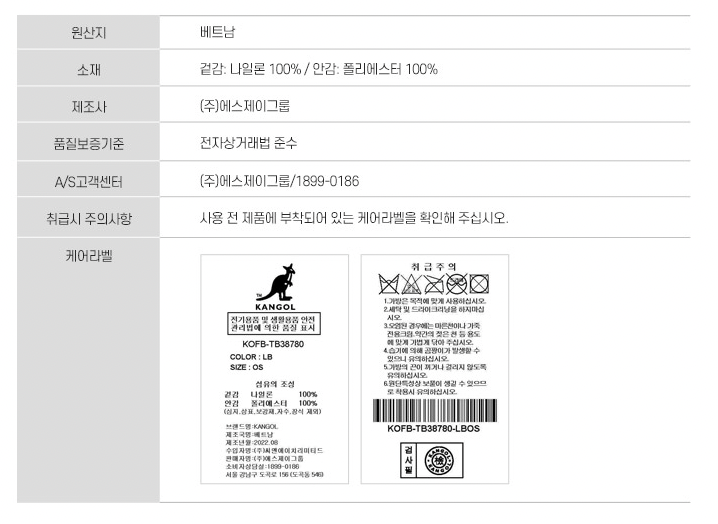 원산지 베트남
소재 겉감: 나일론 100% / 안감: 폴리에스터 100%
제조사 (주)에스제이그룹
품질보증기준 전자상거래법 준수
A/S고객센터 (주)에스제이그룹/1899-0186
취급시 주의사항 사용 전 제품에 부착되어 있는 케어라벨을 확인해 주십시오.
케어라벨
TM
KANGOL
전기용품 및 생활용품 안전
관리법에 의한 품질 표시
KOFB-TB38780
COLOR : LB
SIZE : OS
섬유의 조성
겉감 나일론 100%
안감 폴리에스터 100%
(심지,상표,보강재,자수,장식 제외)
브랜드명:KANGOL
제조국명:베트남
제조년월:2022.08
수입자명:(주)씨엔에이치리미티드
판매자명:(주)에스제이그룹
소비자상담실:1899-0186
서울 강남구 도곡로 156 (도곡동 546)
취급주의
1.가방은 목적에 맞게 사용하십시오.
2.세탁 및 드라이크리닝을 하지마십
시오.
3.오염된 경우에는 마른천이나 가죽
전용크림,약간의 젖은 천 등 용도
에 맞게 가볍게 닦아 주십시오.
4.습기에 의해 곰팡이가 발생할 수
있으니 유의하십시오.
5.가방의 끈이 끼거나 걸리지 않도록
유의하십시오.
6.원단특성상 보풀이 생길 수 있으므
로 착용시 유의하십시오.
KOFB-TB38780-LBOS
검사필
KANGOL
檢
KANGOL